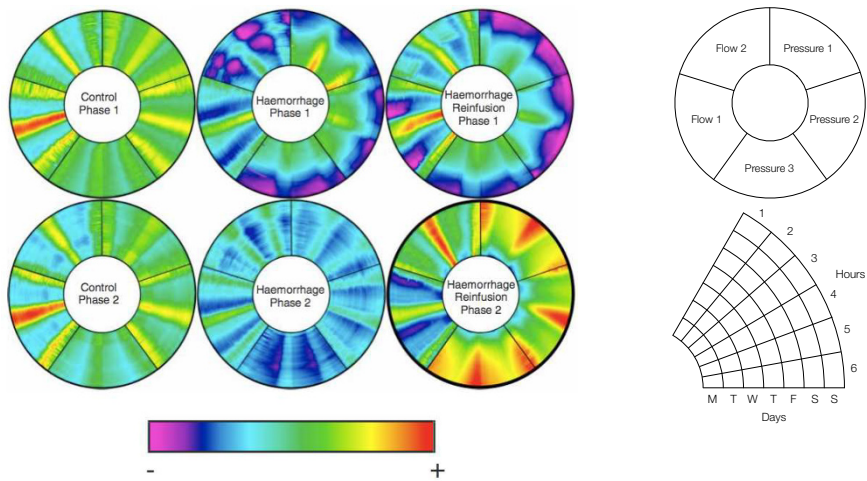 Control
Phase 1
Haemorrhage
Phase 1
Haemorrhage
Reinfusion
Phase 1
Control
Phase 2
Haemorrhage
Phase 2
Haemorrhage
Reinfusion
Phase 2
-
+
Flow 2
Pressure 1
Flow 1
Pressure 2
Pressure 3
1
2
3
Hours
4
5
6
M T W T F S S
Days